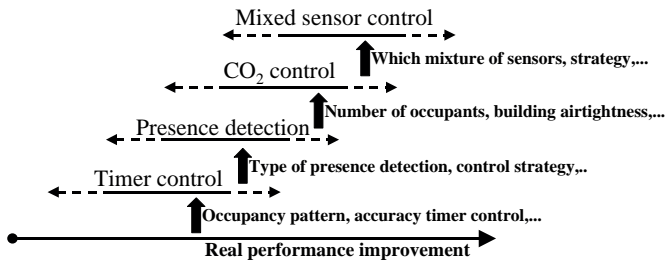 Mixed sensor control
Which mixture of sensors, strategy,...
CO₂ control
Number of occupants, building airtightness,...
Presence detection
Type of presence detection, control strategy,..
Timer control
Occupancy pattern, accuracy timer control,...
Real performance improvement